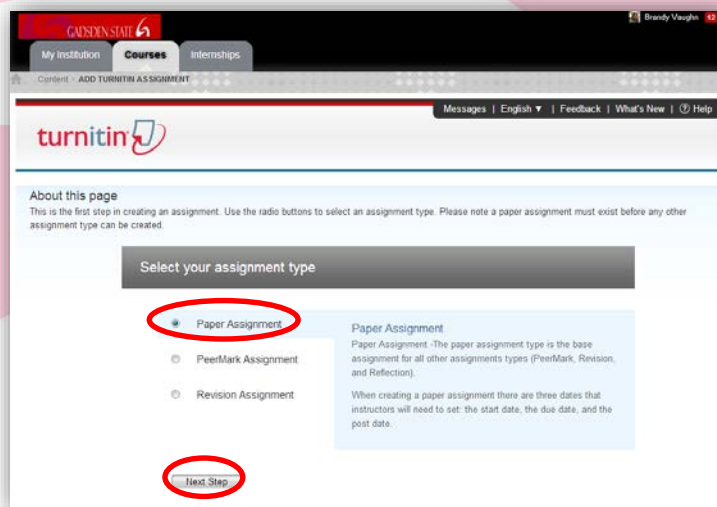 GADSDEN STATE
Brandy Vaughn 12
My Institution Courses Internships
Content > ADD TURNITIN ASSIGNMENT
Messages | English ▼ | Feedback | What's New | ? Help
turnitin
About this page
This is the first step in creating an assignment. Use the radio buttons to select an assignment type. Please note a paper assignment must exist before any other
assignment type can be created.
Select your assignment type
Paper Assignment
PeerMark Assignment
Revision Assignment
Paper Assignment
Paper Assignment -The paper assignment type is the base
assignment for all other assignments types (PeerMark, Revision,
and Reflection).
When creating a paper assignment there are three dates that
instructors will need to set: the start date, the due date, and the
post date.
Next Step